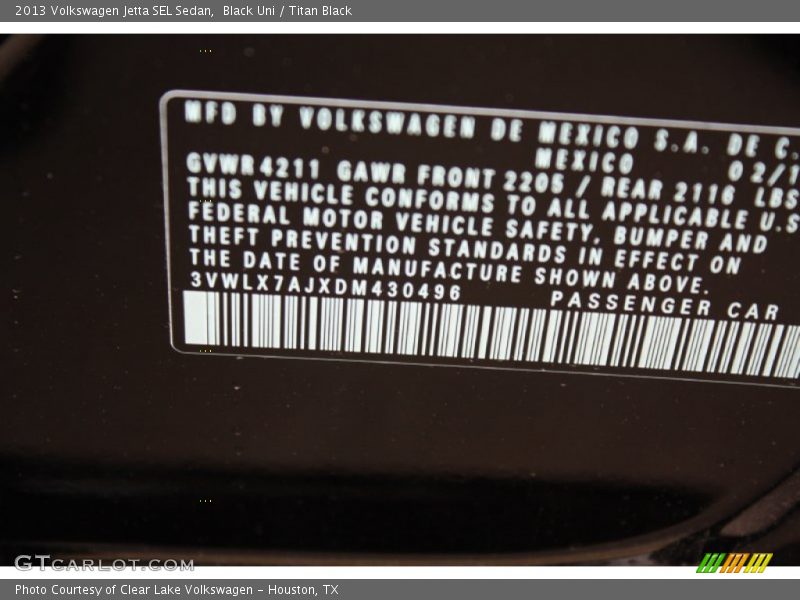 2013 Volkswagen Jetta SEL Sedan,  Black Uni / Titan Black
MFD BY VOLKSWAGEN DE MEXICO S.A. DE C.
MEXICO 02/1
GVWR 4211 GAWR FRONT 2205 / REAR 2116 LBS
THIS VEHICLE CONFORMS TO ALL APPLICABLE U.S
FEDERAL MOTOR VEHICLE SAFETY, BUMPER AND
THEFT PREVENTION STANDARDS IN EFFECT ON
THE DATE OF MANUFACTURE SHOWN ABOVE.
3VWLX7AJXDM430496 PASSENGER CAR
GTCARLOT.COM
Photo Courtesy of Clear Lake Volkswagen – Houston, TX